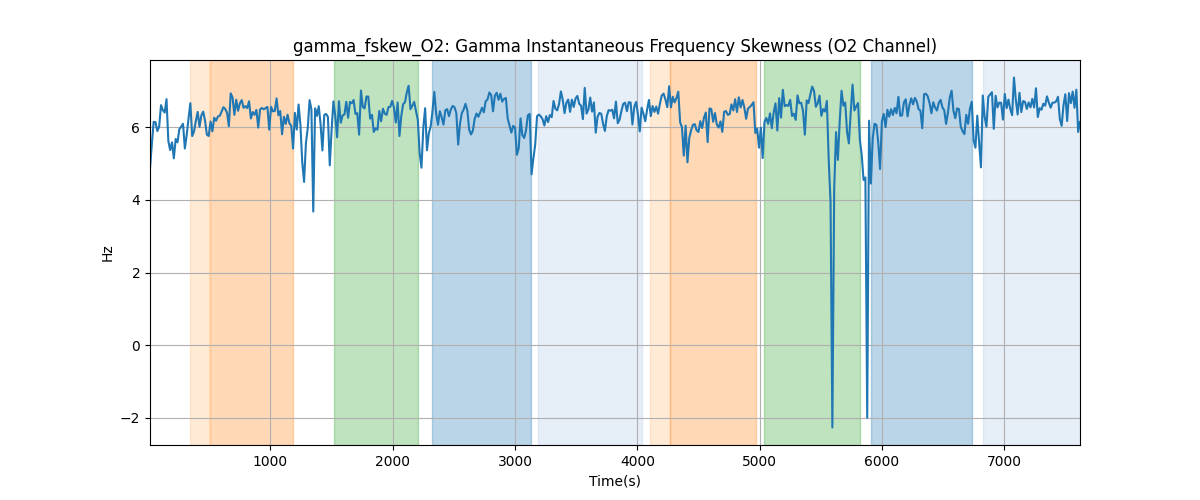 gamma_fskew_O2: Gamma Instantaneous Frequency Skewness (O2 Channel)
Hz
6
4
2
0
−2
1000 2000 3000 4000 5000 6000 7000
Time(s)